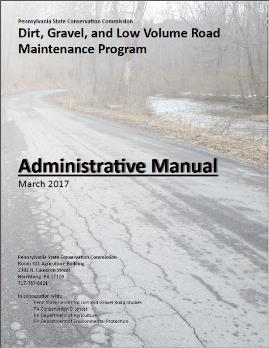 Pennsylvania State Conservation Commission
Dirt, Gravel, and Low Volume Road
Maintenance Program
Administrative Manual
March 2017
Pennsylvania State Conservation Commission
Room 311 Agriculture Building
2301 N. Cameron Street
Harrisburg, PA 17110
717-787-8821
In cooperation with:
Penn State Center for Dirt and Gravel Road Studies
PA Conservation Districts
PA Department of Agriculture
PA Department of Environmental Protection